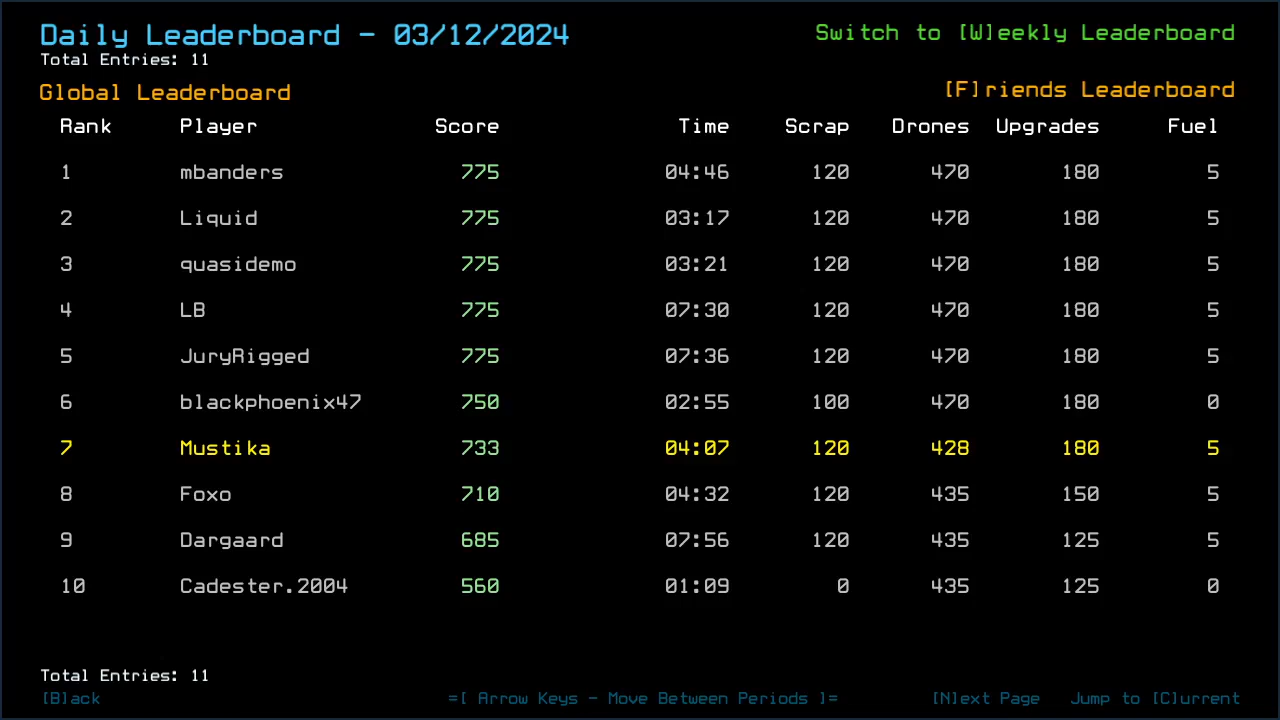 Daily Leaderboard - 03/12/2024 Switch to [W]eekly Leaderboard
Total Entries: 11
Global Leaderboard [F]riends Leaderboard
Rank Player Score Time Scrap Drones Upgrades Fuel
1 mbanders 775 04:46 120 470 180 5
2 Liquid 775 03:17 120 470 180 5
3 quasidemo 775 03:21 120 470 180 5
4 LB 775 07:30 120 470 180 5
5 JuryRigged 775 07:36 120 470 180 5
6 blackphoenix47 750 02:55 100 470 180 0
7 Mustika 733 04:07 120 428 180 5
8 Foxo 710 04:32 120 435 150 5
9 Dargaard 685 07:56 120 435 125 5
10 Cadester.2004 560 01:09 0 435 125 0
Total Entries: 11
[B]ack =[ Arrow Keys - Move Between Periods ]= [N]ext Page Jump to [C]urrent